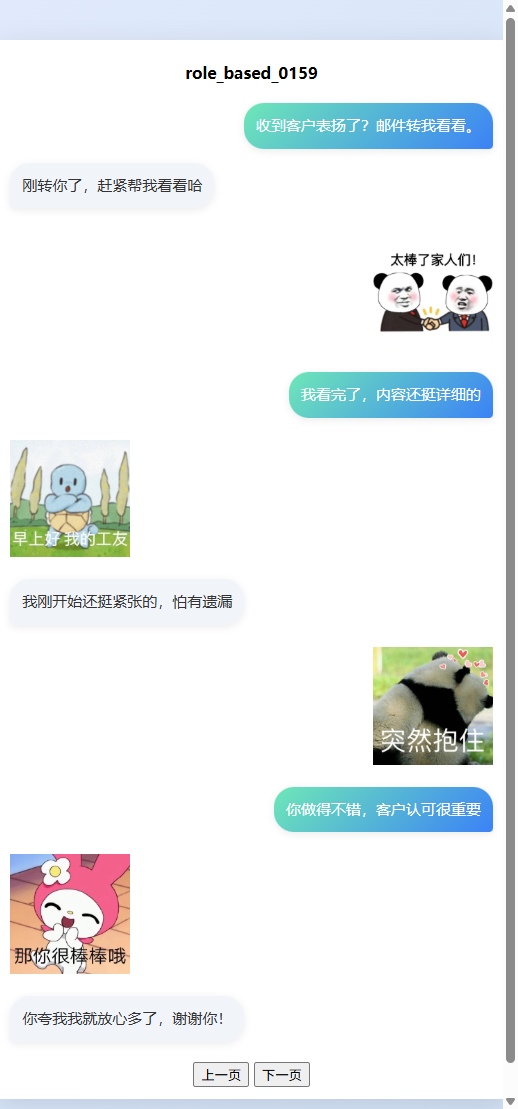 role_based_0159
收到客户表扬了？邮件转我看看。
刚转你了，赶紧帮我看看哈
太棒了家人们！
我看完了，内容还挺详细的
早上好 我的工友
我刚开始还挺紧张的，怕有遗漏
突然抱住
你做得不错，客户认可很重要
那你很棒棒哦
你夸我我就放心多了，谢谢你！
上一页 下一页